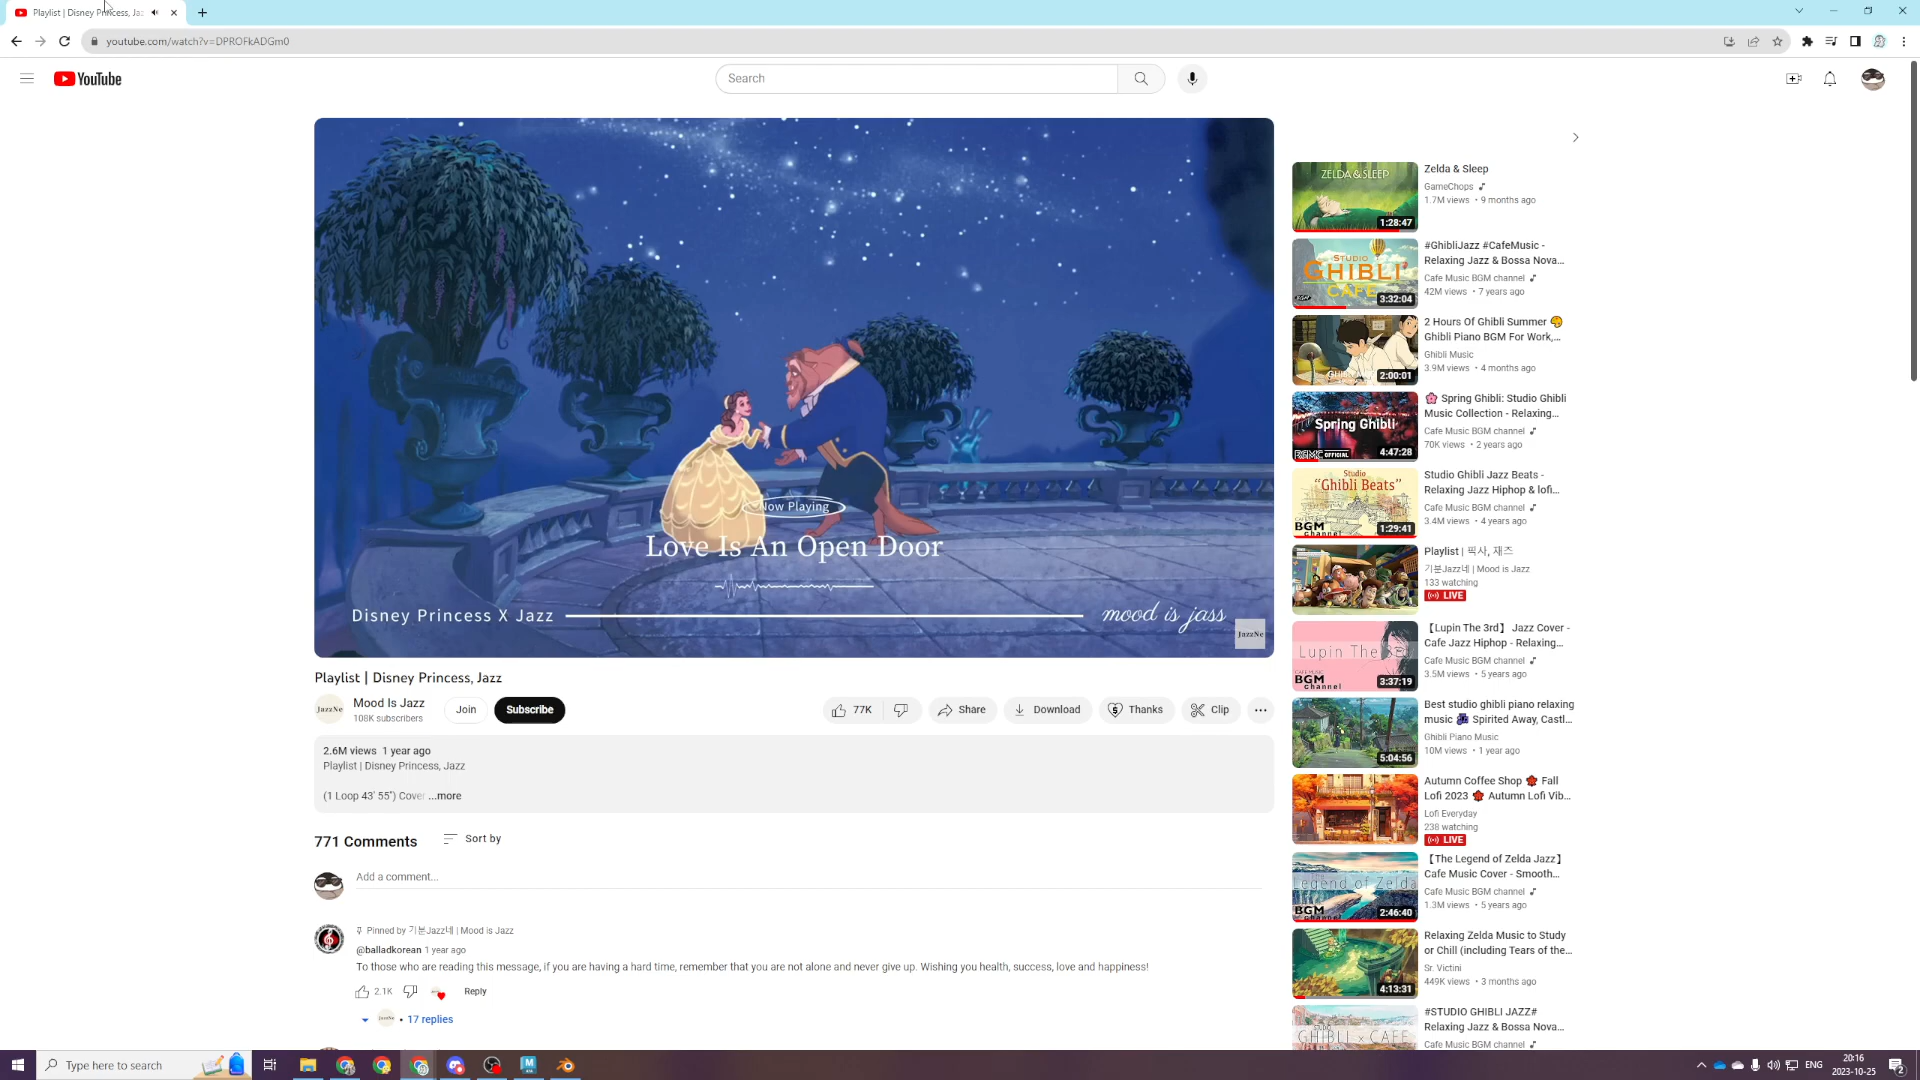 Playlist | Disney Princess, Jaz
youtube.com/watch?v=DPROFkADGm0
YouTube
Search
Now Playing
Love Is An Open Door
Disney Princess X Jazz
mood is jass
JazzNe
Playlist | Disney Princess, Jazz
JazzNe
Mood Is Jazz
108K subscribers
Join
Subscribe
77K
Share
Download
Thanks
Clip
2.6M views 1 year ago
Playlist | Disney Princess, Jazz
(1 Loop 43' 55") Cover ...more
771 Comments
Sort by
Add a comment...
Pinned by 기분Jazz네 | Mood is Jazz
@balladkorean 1 year ago
To those who are reading this message, if you are having a hard time, remember that you are not alone and never give up. Wishing you health, success, love and happiness!
2.1K
Reply
• 17 replies
ZELDA & SLEEP
1:28:47
Zelda & Sleep
GameChops
1.7M views • 9 months ago
STUDIO
GHIBLI
CAFE
BGM
3:32:04
#GhibliJazz #CafeMusic -
Relaxing Jazz & Bossa Nova...
Cafe Music BGM channel
42M views • 7 years ago
2:00:01
2 Hours Of Ghibli Summer
Ghibli Piano BGM For Work,...
Ghibli Music
3.9M views • 4 months ago
Spring Ghibli
OFFICIAL
4:47:28
Spring Ghibli: Studio Ghibli
Music Collection - Relaxing...
Cafe Music BGM channel
70K views • 2 years ago
Studio
"Ghibli Beats"
BGM
channel
1:29:41
Studio Ghibli Jazz Beats -
Relaxing Jazz Hiphop & lofi...
Cafe Music BGM channel
3.4M views • 4 years ago
Playlist | 픽사, 재즈
기분Jazz네 | Mood is Jazz
133 watching
LIVE
Lupin The 3rd
CAFE MUSIC
BGM
channel
3:37:19
【Lupin The 3rd】 Jazz Cover -
Cafe Jazz Hiphop - Relaxing...
Cafe Music BGM channel
3.5M views • 5 years ago
5:04:56
Best studio ghibli piano relaxing
music Spirited Away, Castl...
Ghibli Piano Music
10M views • 1 year ago
Autumn Coffee Shop Fall
Lofi 2023 Autumn Lofi Vib...
Lofi Everyday
238 watching
LIVE
Legend of Zelda
BGM
channel
2:46:40
【The Legend of Zelda Jazz】
Cafe Music Cover - Smooth...
Cafe Music BGM channel
1.3M views • 5 years ago
4:13:31
Relaxing Zelda Music to Study
or Chill (including Tears of the...
Sr. Victini
449K views • 3 months ago
STUDIO
GHIBLI x CAFE
#STUDIO GHIBLI JAZZ#
Relaxing Jazz & Bossa Nova...
Cafe Music BGM channel
Type here to search
ENG
20:16
2023-10-25
2